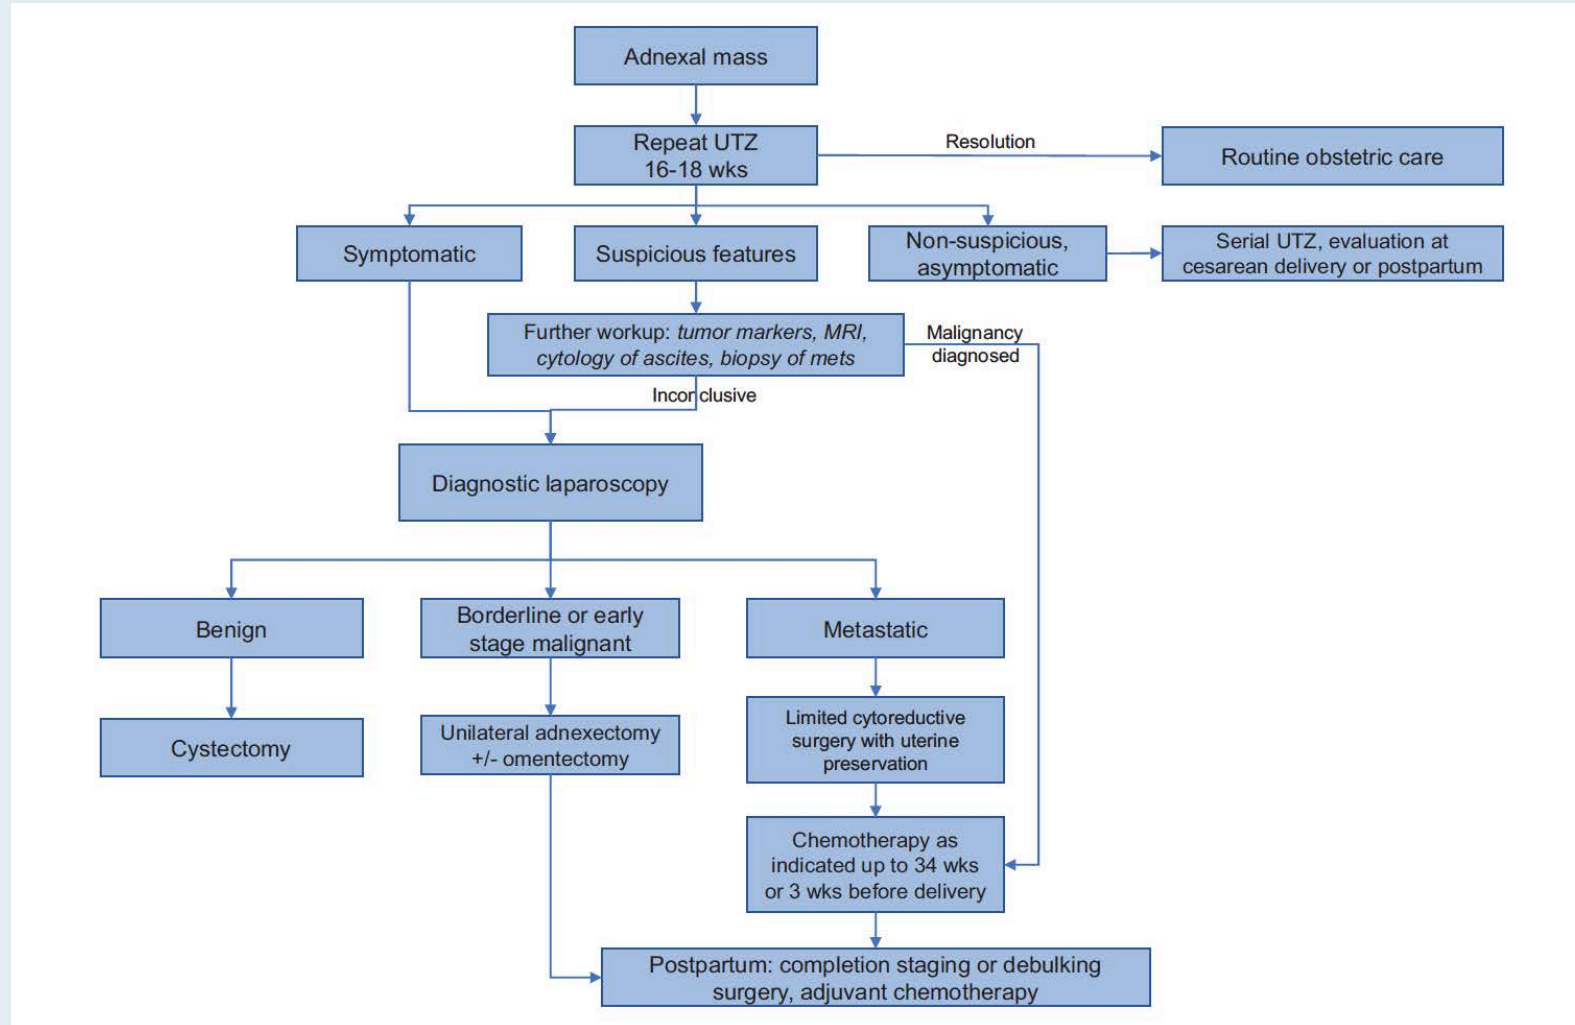 Adnexal mass
Repeat UTZ
16-18 wks
Resolution
Routine obstetric care
Symptomatic
Suspicious features
Non-suspicious,
asymptomatic
Serial UTZ, evaluation at
cesarean delivery or postpartum
Further workup: tumor markers, MRI,
cytology of ascites, biopsy of mets
Malignancy
diagnosed
Inconclusive
Diagnostic laparoscopy
Benign
Borderline or early
stage malignant
Metastatic
Cystectomy
Unilateral adnexectomy
+/- omentectomy
Limited cytoreductive
surgery with uterine
preservation
Chemotherapy as
indicated up to 34 wks
or 3 wks before delivery
Postpartum: completion staging or debulking
surgery, adjuvant chemotherapy